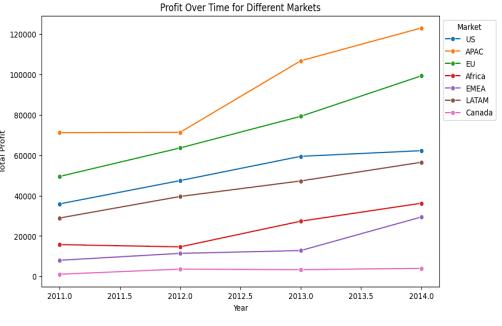 Profit Over Time for Different Markets
Market
US
APAC
EU
Africa
EMEA
LATAM
Canada
120000
100000
80000
60000
40000
20000
0
Total Profit
2011.0 2011.5 2012.0 2012.5 2013.0 2013.5 2014.0
Year